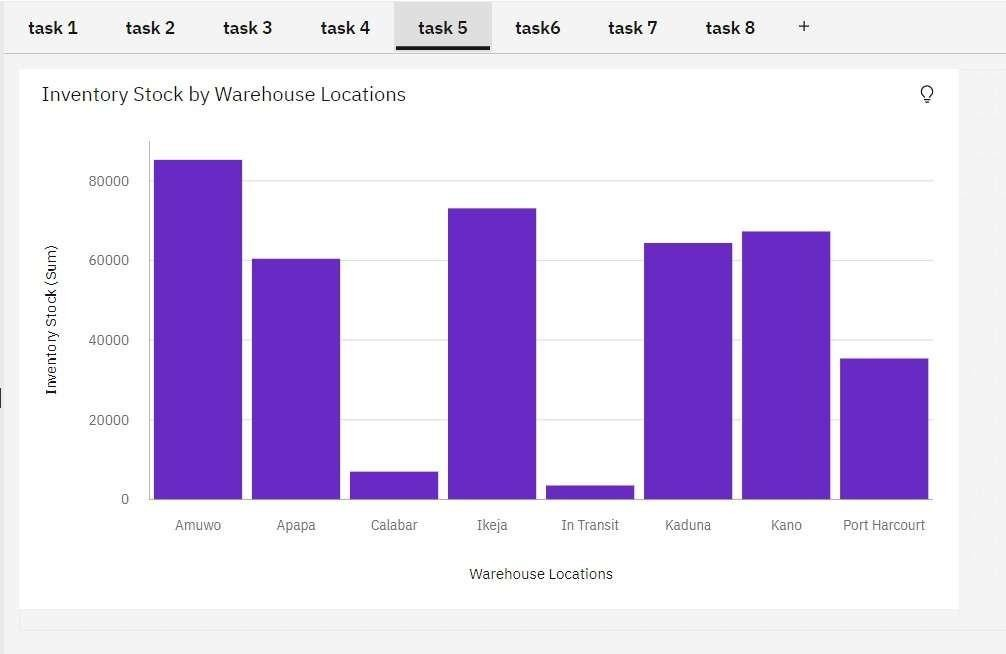 task 1 task 2 task 3 task 4 task 5 task6 task 7 task 8 +
Inventory Stock by Warehouse Locations
80000
60000
40000
20000
0
Inventory Stock (Sum)
Amuwo Apapa Calabar Ikeja In Transit Kaduna Kano Port Harcourt
Warehouse Locations